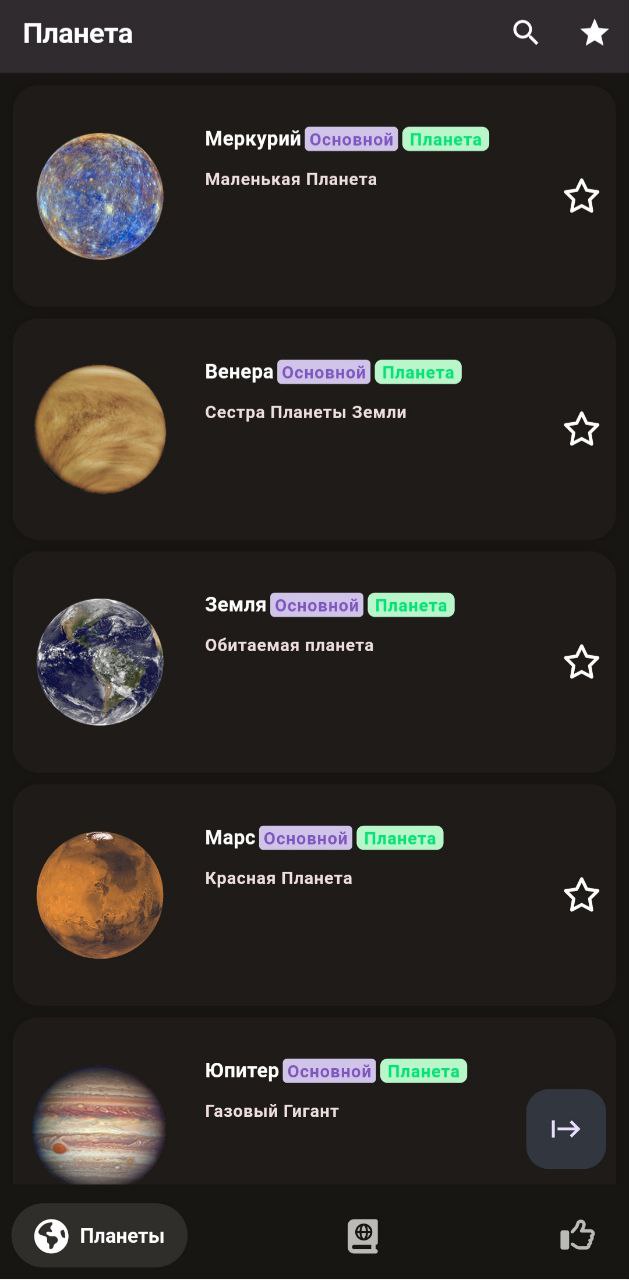 Планета
Меркурий Основной Планета
Маленькая Планета
Венера Основной Планета
Сестра Планеты Земли
Земля Основной Планета
Обитаемая планета
Марс Основной Планета
Красная Планета
Юпитер Основной Планета
Газовый Гигант
Планеты